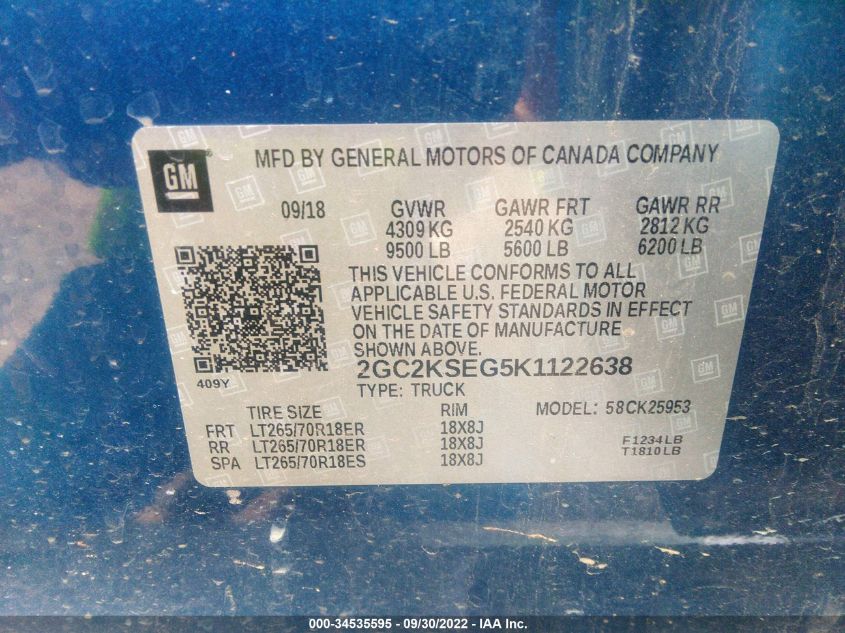 GM
MFD BY GENERAL MOTORS OF CANADA COMPANY
09/18 GVWR GAWR FRT GAWR RR
4309 KG 2540 KG 2812 KG
9500 LB 5600 LB 6200 LB
THIS VEHICLE CONFORMS TO ALL
APPLICABLE U.S. FEDERAL MOTOR
VEHICLE SAFETY STANDARDS IN EFFECT
ON THE DATE OF MANUFACTURE
SHOWN ABOVE.
409Y
2GC2KSEG5K1122638
TYPE: TRUCK
TIRE SIZE RIM MODEL: 58CK25953
FRT LT265/70R18ER 18X8J
RR LT265/70R18ER 18X8J
SPA LT265/70R18ES 18X8J
F1234LB
T1810LB
000-34535595 - 09/30/2022 - IAA Inc.